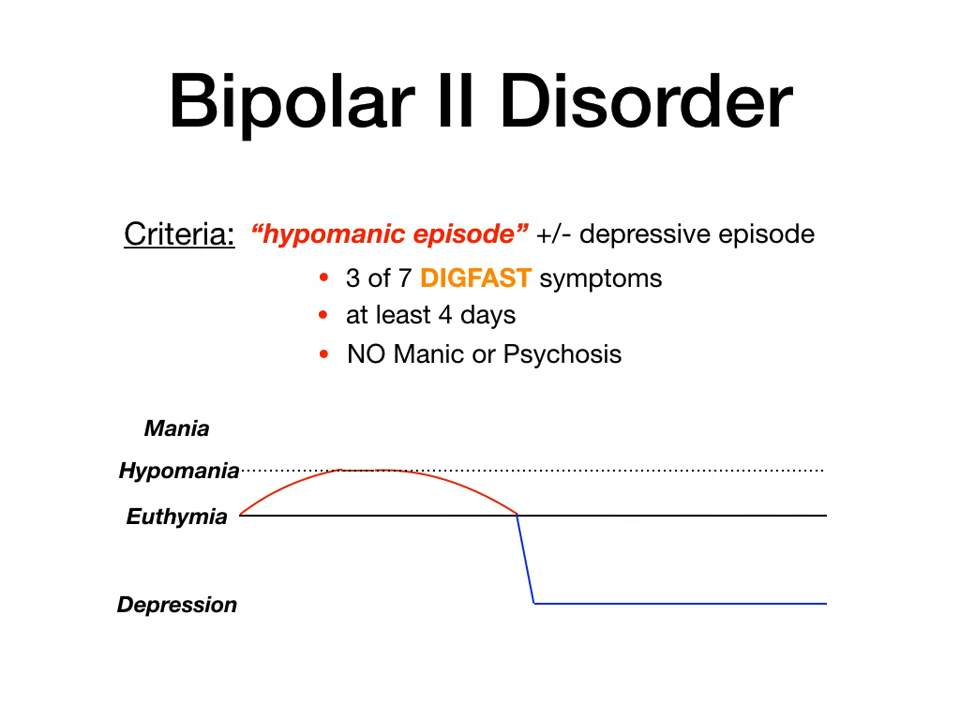 Bipolar II Disorder
Criteria: “hypomanic episode” +/- depressive episode
• 3 of 7 DIGFAST symptoms
• at least 4 days
• NO Manic or Psychosis
Mania
Hypomania
Euthymia
Depression